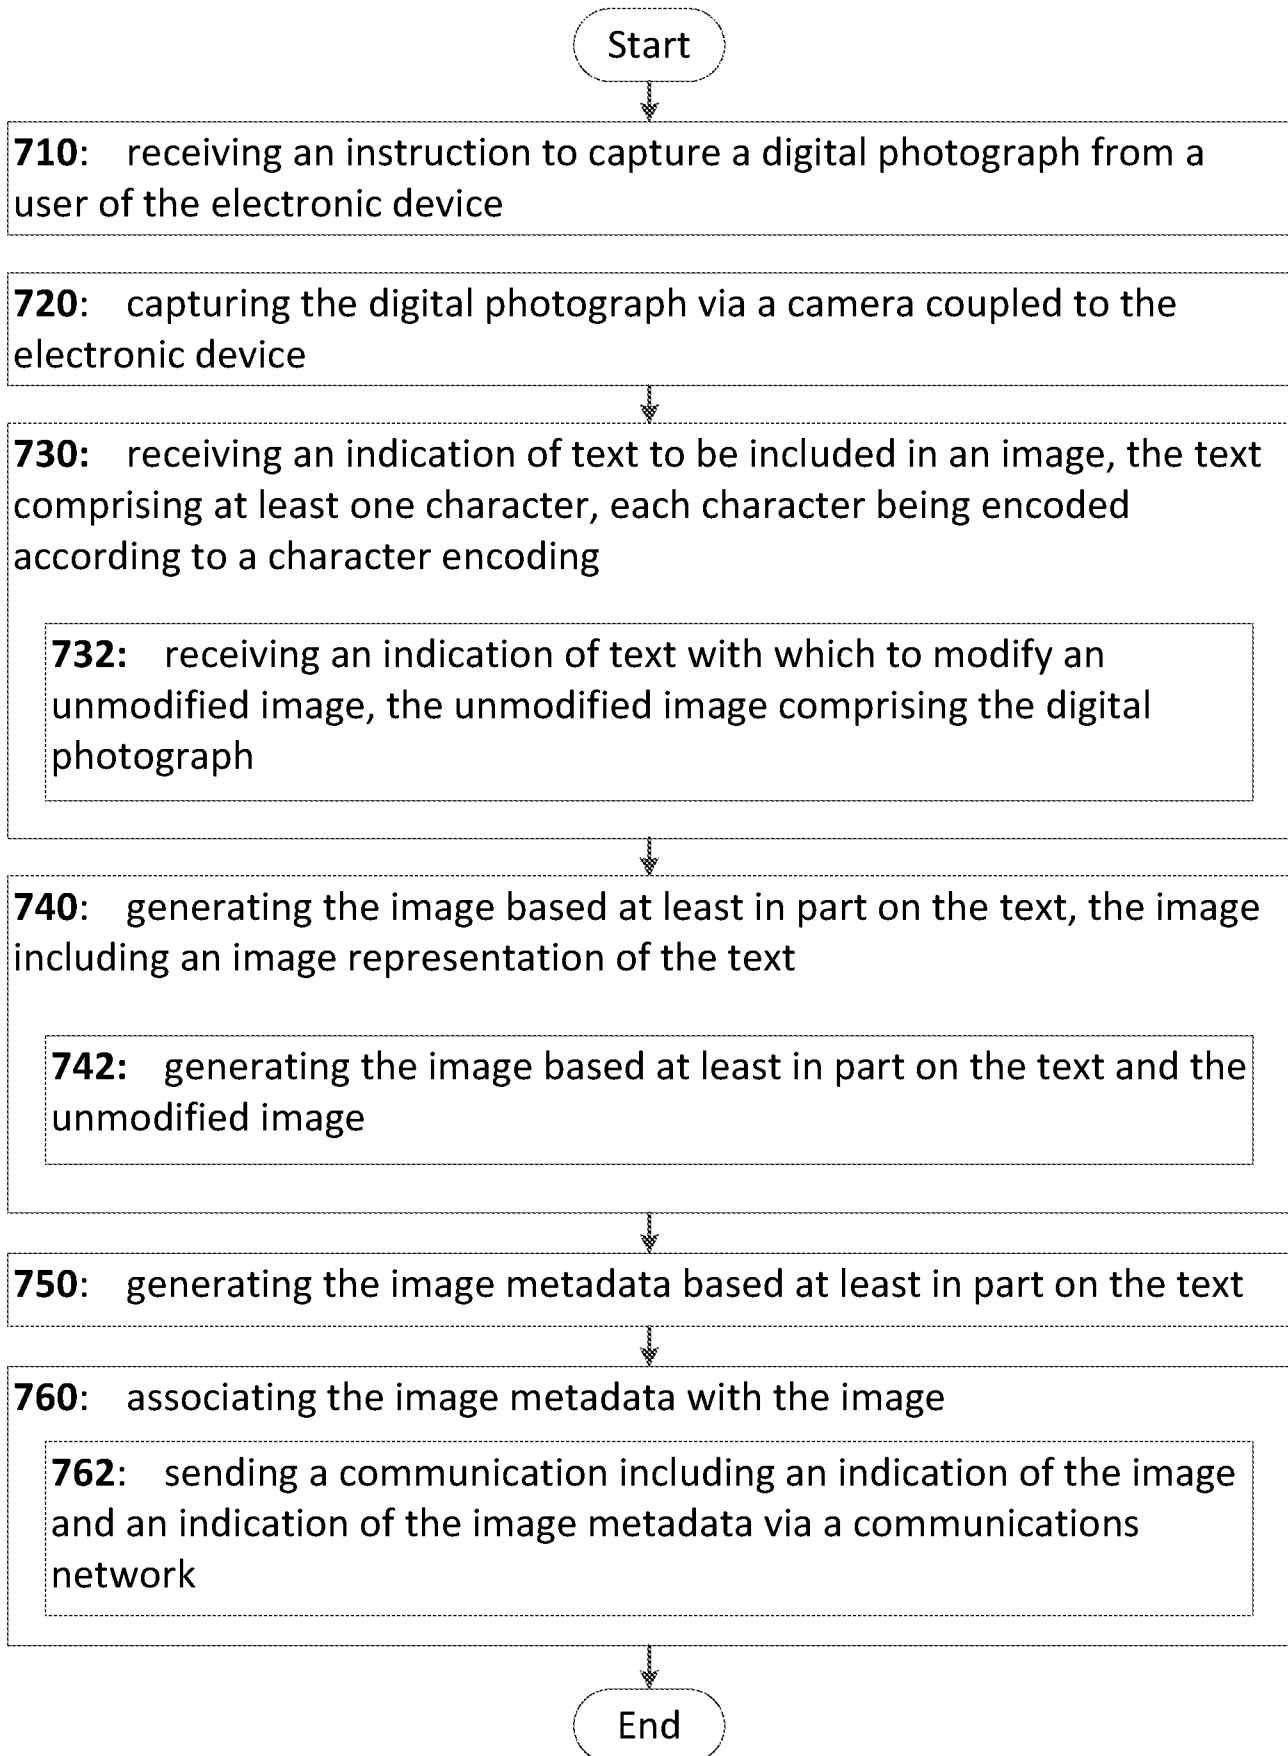 Start
710: receiving an instruction to capture a digital photograph from a
user of the electronic device
720: capturing the digital photograph via a camera coupled to the
electronic device
730: receiving an indication of text to be included in an image, the text
comprising at least one character, each character being encoded
according to a character encoding
732: receiving an indication of text with which to modify an
unmodified image, the unmodified image comprising the digital
photograph
740: generating the image based at least in part on the text, the image
including an image representation of the text
742: generating the image based at least in part on the text and the
unmodified image
750: generating the image metadata based at least in part on the text
760: associating the image metadata with the image
762: sending a communication including an indication of the image
and an indication of the image metadata via a communications
network
End